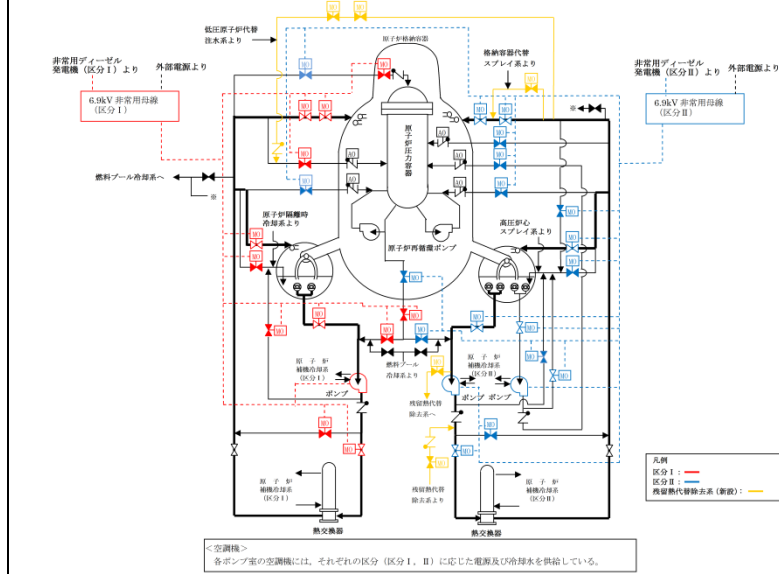 低圧原子炉代替
注水系より
原子炉格納容器
格納容器代替
スプレイ系より
非常用ディーゼル
発電機(区分Ⅰ)より
外部電源より
6.9kV 非常用母線
(区分Ⅰ)
非常用ディーゼル
発電機(区分Ⅱ)より
外部電源より
6.9kV 非常用母線
(区分Ⅱ)
MO
AO
原子炉圧力容器
※
燃料プール冷却系へ
※
原子炉隔離時
冷却系より
原子炉再循環ポンプ
高圧炉心
スプレイ系より
燃料プール
冷却系より
原子炉
補機冷却系
(区分Ⅰ)
ポンプ
原子炉
補機冷却系
(区分Ⅱ)
ポンプ ポンプ
残留熱代替
除去系へ
残留熱代替
除去系より
原子炉
補機冷却系
(区分Ⅰ)
熱交換器
原子炉
補機冷却系
(区分Ⅱ)
熱交換器
凡例
区分Ⅰ:
区分Ⅱ:
残留熱代替除去系(新設):
<空調機>
各ポンプ室の空調機には,それぞれの区分(区分Ⅰ,Ⅱ)に応じた電源及び冷却水を供給している。